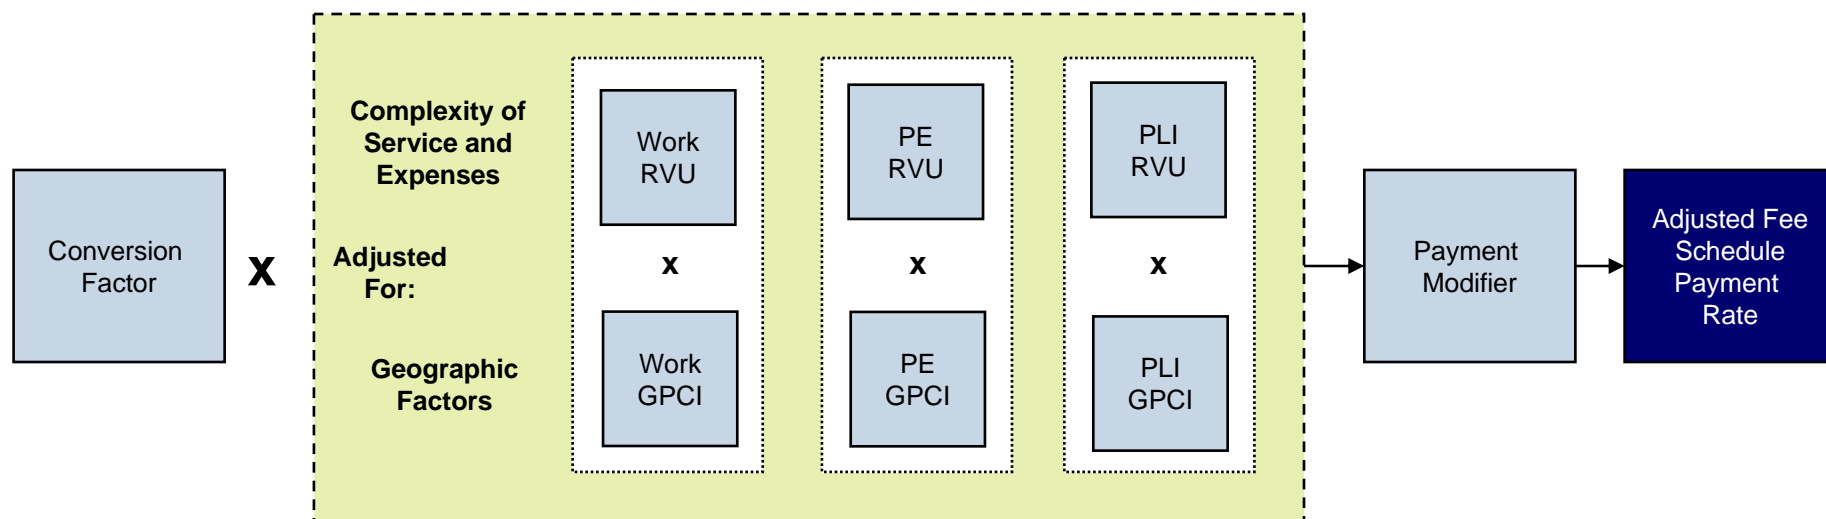 Conversion
Factor
X
Complexity of
Service and
Expenses
Adjusted
For:
Geographic
Factors
Work
RVU
x
Work
GPCI
PE
RVU
x
PE
GPCI
PLI
RVU
x
PLI
GPCI
Payment
Modifier
Adjusted Fee
Schedule
Payment
Rate